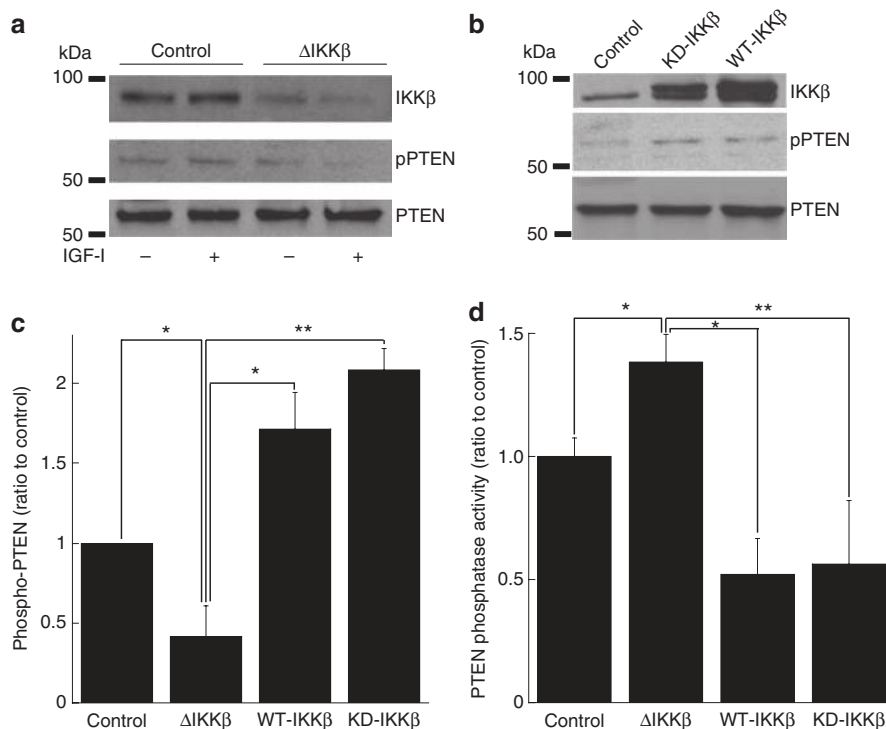 a
kDa
Control ΔIKKβ
100
IKKβ
pPTEN
50
PTEN
50
IGF-I – + – +
b
kDa
Control KD-IKKβ WT-IKKβ
100
IKKβ
pPTEN
50
PTEN
50
c
Phospho-PTEN (ratio to control)
2
1.5
1
0.5
0
* ** *
Control ΔIKKβ WT-IKKβ KD-IKKβ
d
PTEN phosphatase activity (ratio to control)
1.5
1.0
0.5
0
* ** *
Control ΔIKKβ WT-IKKβ KD-IKKβ